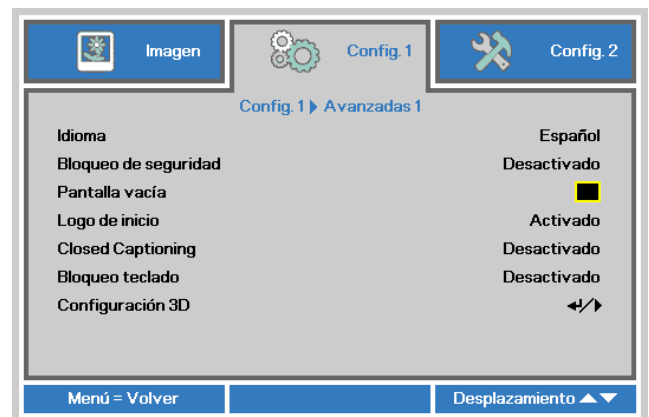 Imagen Config. 1 Config. 2
Config. 1 Avanzadas 1
Idioma Español
Bloqueo de seguridad Desactivado
Pantalla vacía
Logo de inicio Activado
Closed Captioning Desactivado
Bloqueo teclado Desactivado
Configuración 3D
Menú = Volver Desplazamiento